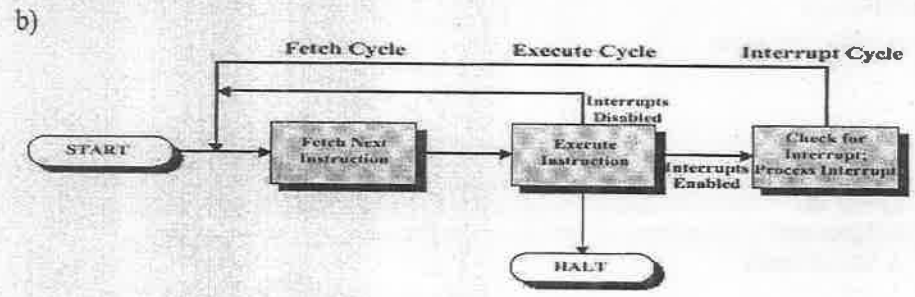 b)
Fetch Cycle Execute Cycle Interrupt Cycle
Interrupts
Disabled
START
Fetch Next
Instruction
Execute
Instruction
Check for
Interrupt;
Process Interrupt
Interrupts
Enabled
HALT